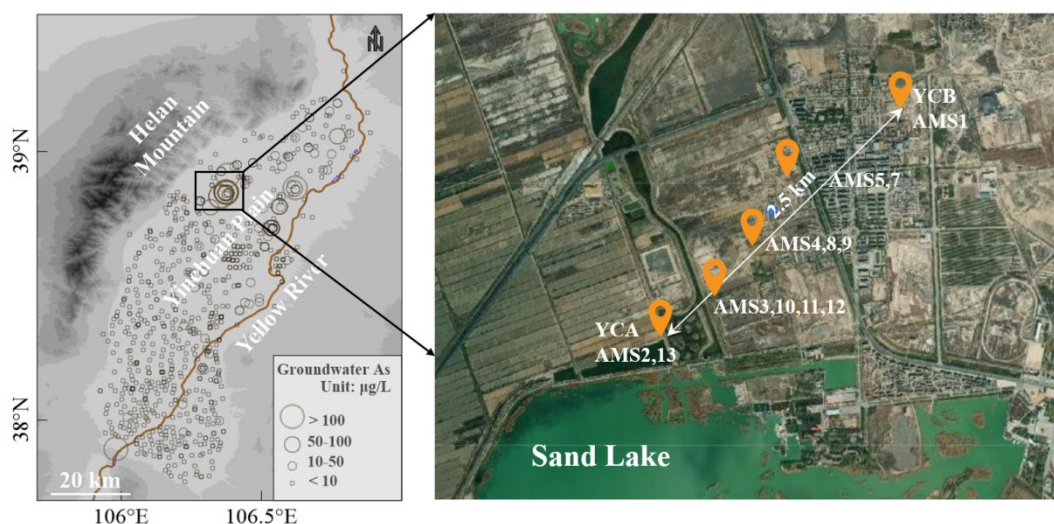 N
Helan
Mountain
39°N
Yinchuan Plain
Yellow River
38°N
Groundwater As
Unit: µg/L
> 100
50-100
10-50
< 10
20 km
106°E
106.5°E
YCB
AMS1
AMS5,7
2.5 km
AMS4,8,9
AMS3,10,11,12
YCA
AMS2,13
Sand Lake